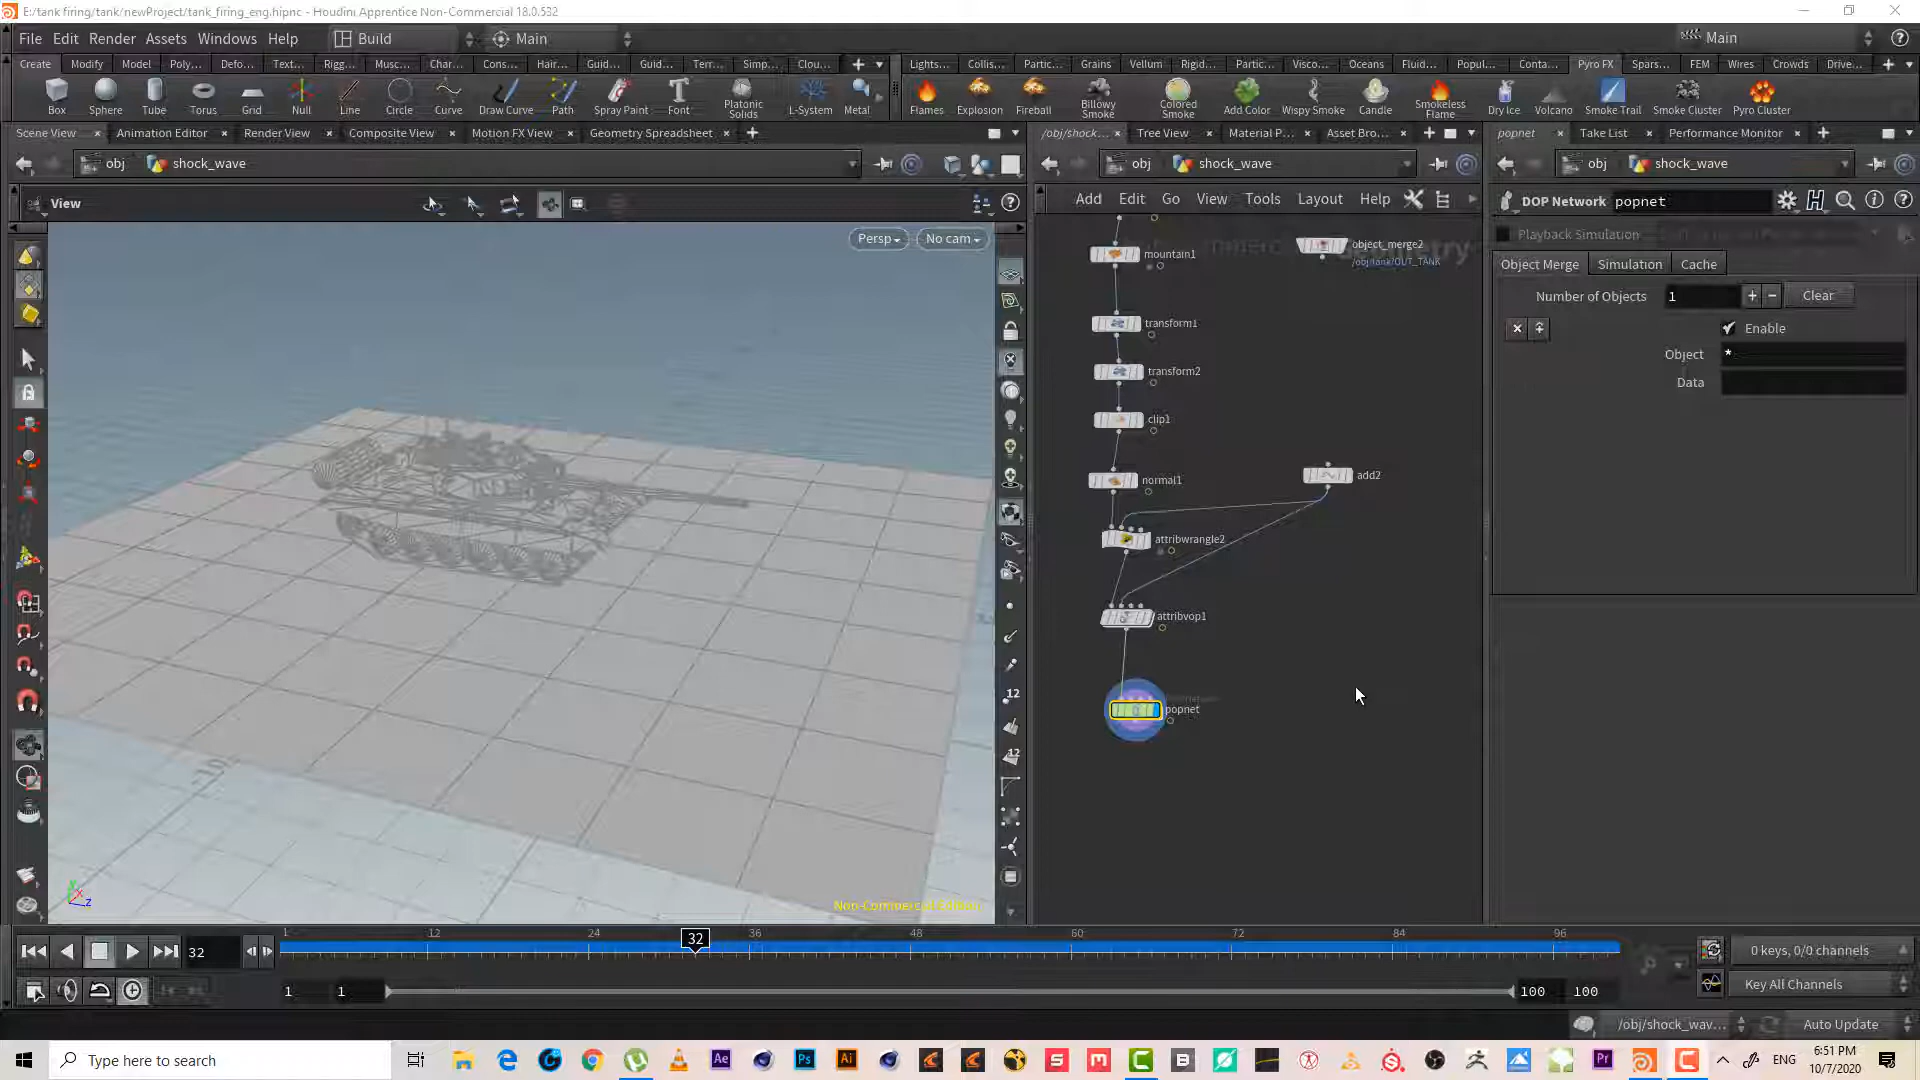 E:/tank firing/tank/newProject/tank_firing_eng.hipnc - Houdini Apprentice Non-Commercial 18.0.532
File Edit Render Assets Windows Help Build Main Main
Create Modify Model Poly... Defo... Text... Rigg... Musc... Char... Cons... Hair... Guid... Guid... Terr... Simp... Clou... Lights... Collis... Partic... Grains Vellum Rigid... Partic... Visco... Oceans Fluid... Popul... Conta... Pyro FX Spars... FEM Wires Crowds Drive...
Box Sphere Tube Torus Grid Null Line Circle Curve Draw Curve Path Spray Paint Font Platonic Solids L-System Metal Flames Explosion Fireball Billowy Smoke Colored Smoke Add Color Wispy Smoke Candle Smokeless Flame Dry Ice Volcano Smoke Trail Smoke Cluster Pyro Cluster
Scene View Animation Editor Render View Composite View Motion FX View Geometry Spreadsheet /obj/shock... Tree View Material P... Asset Bro... popnet Take List Performance Monitor
obj shock_wave obj shock_wave obj shock_wave
View Add Edit Go View Tools Layout Help DOP Network popnet
Persp No cam
Playback Simulation
Object Merge Simulation Cache
Number of Objects 1 Clear
Enable
Object *
Data
object_merge2
/obj/tank/OUT_TANK
mountain1
transform1
transform2
clip1
normal1
add2
attribwrangle2
attribvop1
popnet
12
12
Non-Commercial Edition
1 12 24 32 36 48 60 72 84 96
32 0 keys, 0/0 channels
1 1 100 100 Key All Channels
/obj/shock_wav... Auto Update
Type here to search ENG 6:51 PM
10/7/2020